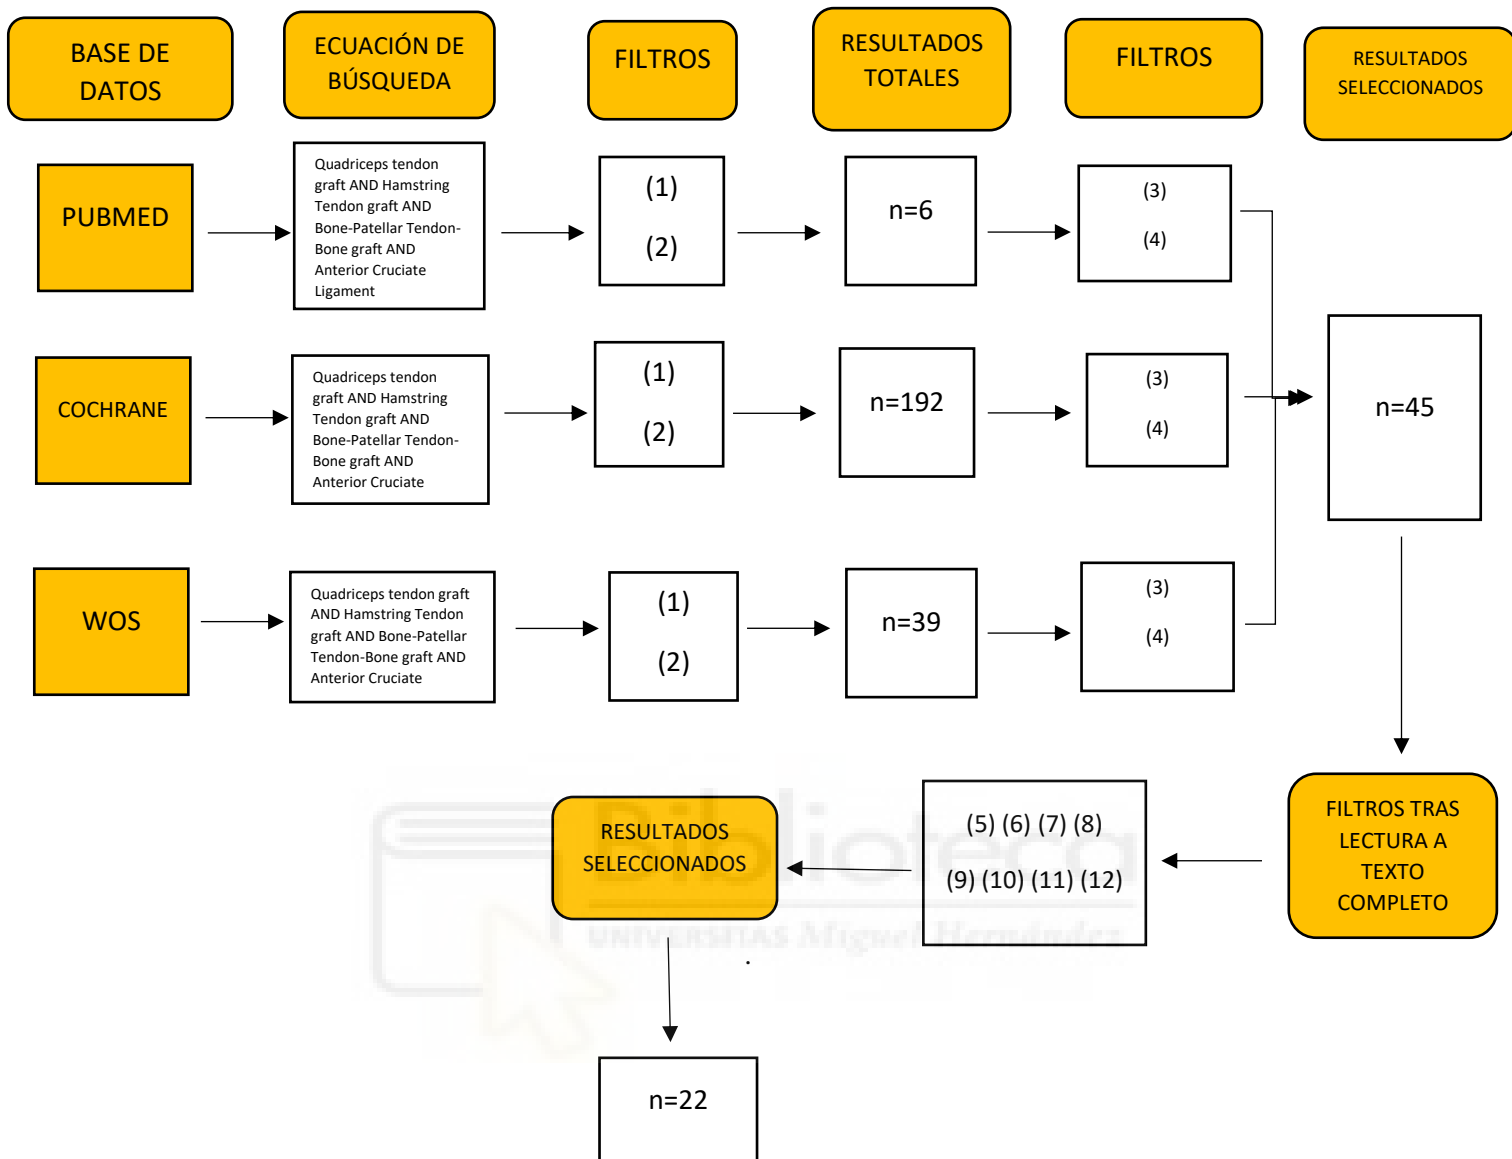 BASE DE
DATOS
ECUACIÓN DE
BÚSQUEDA
FILTROS
RESULTADOS
TOTALES
FILTROS
RESULTADOS
SELECCIONADOS
PUBMED
Quadriceps tendon
graft AND Hamstring
Tendon graft AND
Bone-Patellar Tendon-
Bone graft AND
Anterior Cruciate
Ligament
(1)
(2)
n=6
(3)
(4)
COCHRANE
Quadriceps tendon
graft AND Hamstring
Tendon graft AND
Bone-Patellar Tendon-
Bone graft AND
Anterior Cruciate
(1)
(2)
n=192
(3)
(4)
n=45
WOS
Quadriceps tendon graft
AND Hamstring Tendon
graft AND Bone-Patellar
Tendon-Bone graft AND
Anterior Cruciate
(1)
(2)
n=39
(3)
(4)
FILTROS TRAS
LECTURA A
TEXTO
COMPLETO
(5) (6) (7) (8)
(9) (10) (11) (12)
RESULTADOS
SELECCIONADOS
.
n=22
Biblioteca
UNIVERSITAS Miguel Hernández